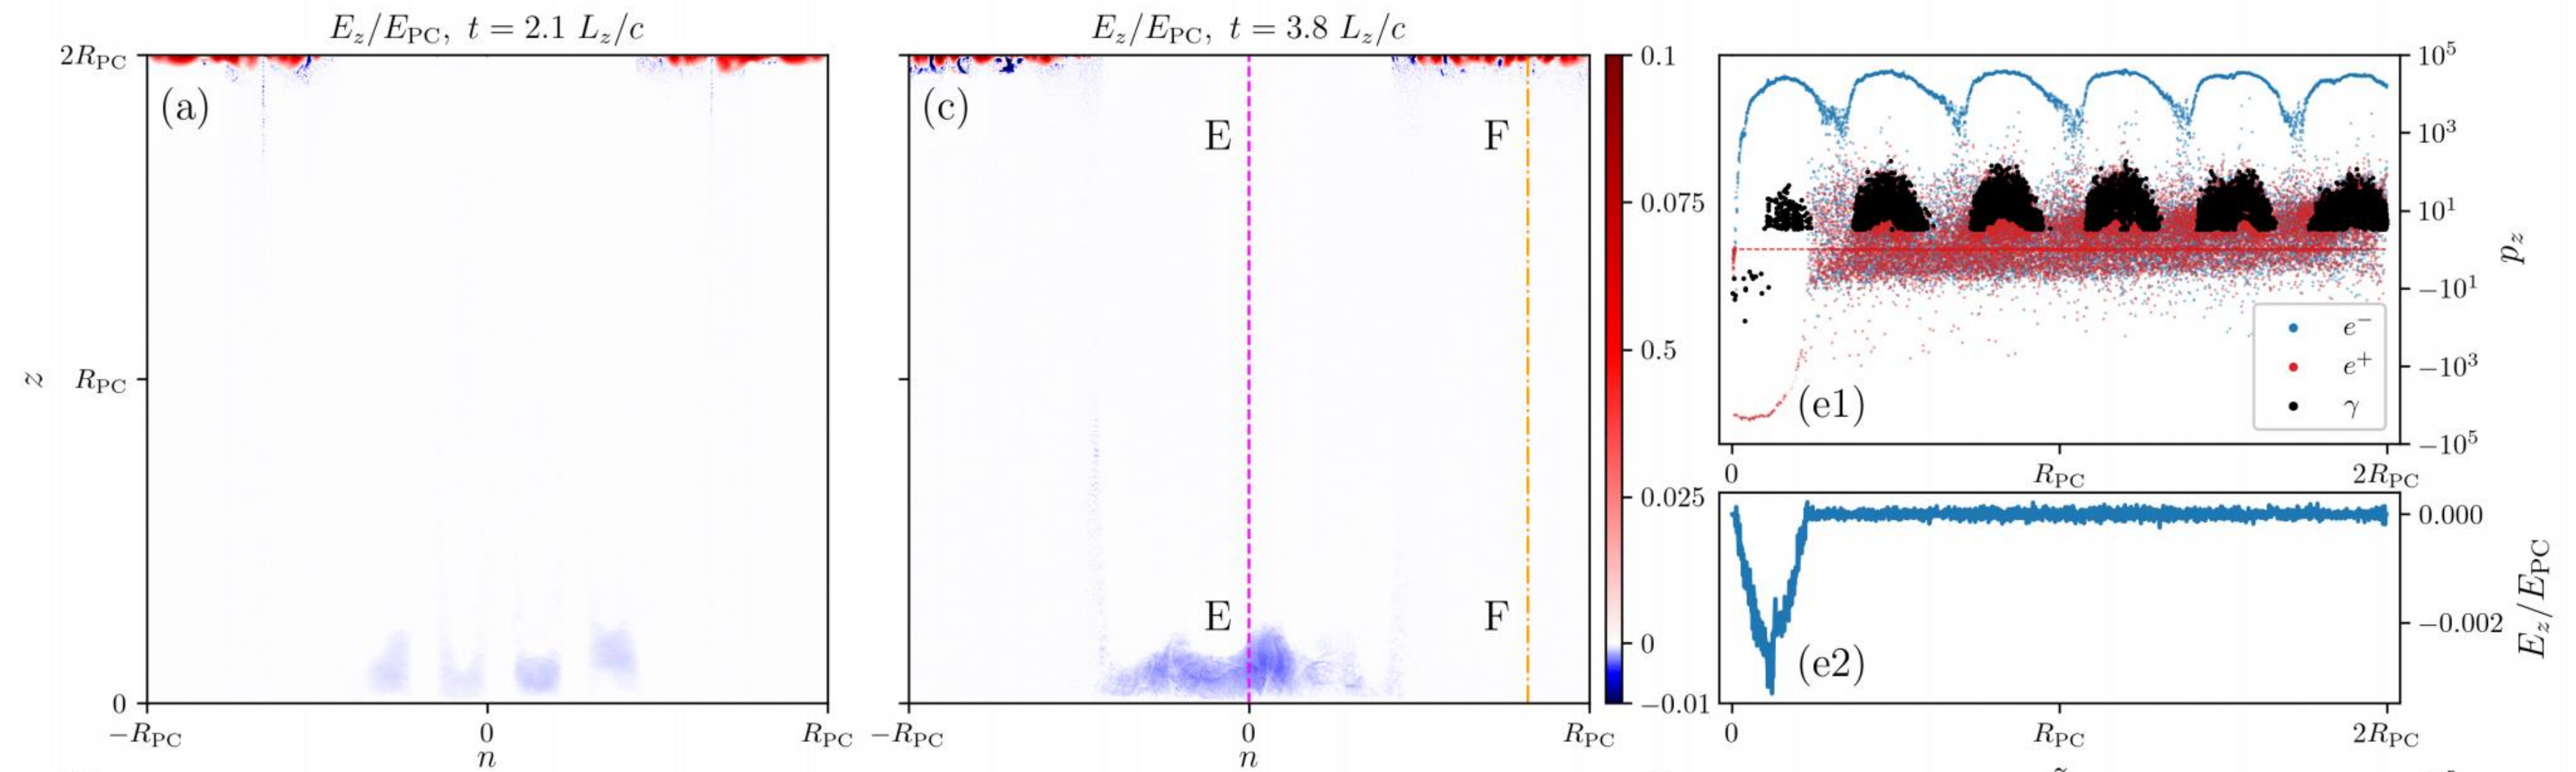 E_z/E_PC, t = 2.1 L_z/c
2R_PC
(a)
z
R_PC
0
−R_PC
0
R_PC
n
E_z/E_PC, t = 3.8 L_z/c
(c)
E
F
E
F
−R_PC
0
R_PC
n
0.1
0.075
0.5
0.025
0
−0.01
10^5
10^3
10^1
−10^1
−10^3
−10^5
p_z
e^−
e^+
γ
(e1)
0
R_PC
2R_PC
0.000
−0.002
E_z/E_PC
(e2)
0
R_PC
2R_PC